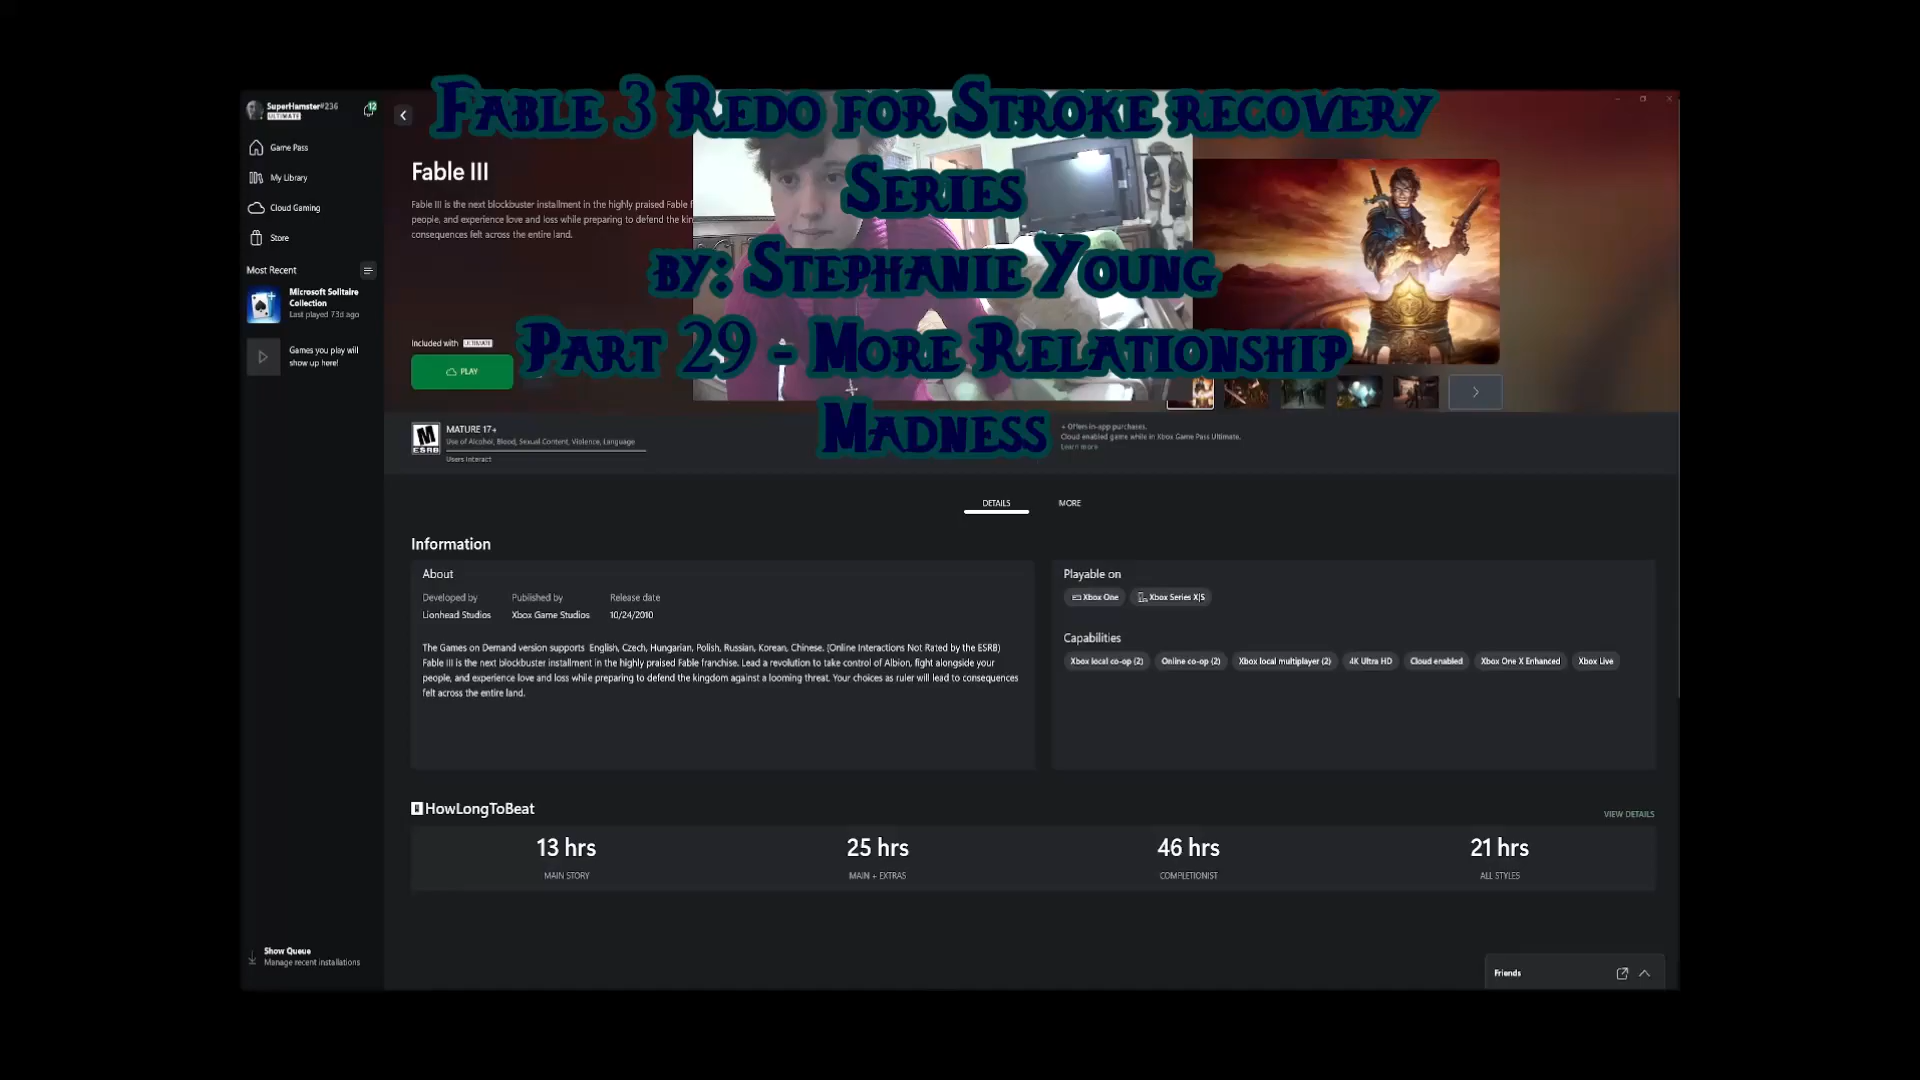 Fable 3 Redo for Stroke recovery
Series
by: Stephanie Young
Part 29 - More Relationship
Madness
SuperHamster#236
ULTIMATE
12
Game Pass
My Library
Cloud Gaming
Store
Most Recent
Microsoft Solitaire
Collection
Last played 73d ago
Games you play will
show up here!
Show Queue
Manage recent installations
Fable III
Fable III is the next blockbuster installment in the highly praised Fable
people, and experience love and loss while preparing to defend the
consequences felt across the entire land.
Included with ULTIMATE
PLAY
M
ESRB
MATURE 17+
Use of Alcohol, Blood, Sexual Content, Violence, Language
Users Interact
+ Offers in-app purchases.
Cloud enabled game while in Xbox Game Pass Ultimate.
Learn more
DETAILS
MORE
Information
About
Developed by
Published by
Release date
Lionhead Studios
Xbox Game Studios
10/24/2010
The Games on Demand version supports English, Czech, Hungarian, Polish, Russian, Korean, Chinese. (Online Interactions Not Rated by the ESRB)
Fable III is the next blockbuster installment in the highly praised Fable franchise. Lead a revolution to take control of Albion, fight alongside your
people, and experience love and loss while preparing to defend the kingdom against a looming threat. Your choices as ruler will lead to consequences
felt across the entire land.
Playable on
Xbox One
Xbox Series X|S
Capabilities
Xbox local co-op (2)
Online co-op (2)
Xbox local multiplayer (2)
4K Ultra HD
Cloud enabled
Xbox One X Enhanced
Xbox Live
HowLongToBeat
VIEW DETAILS
13 hrs
25 hrs
46 hrs
21 hrs
MAIN STORY
MAIN + EXTRAS
COMPLETIONIST
ALL STYLES
Friends